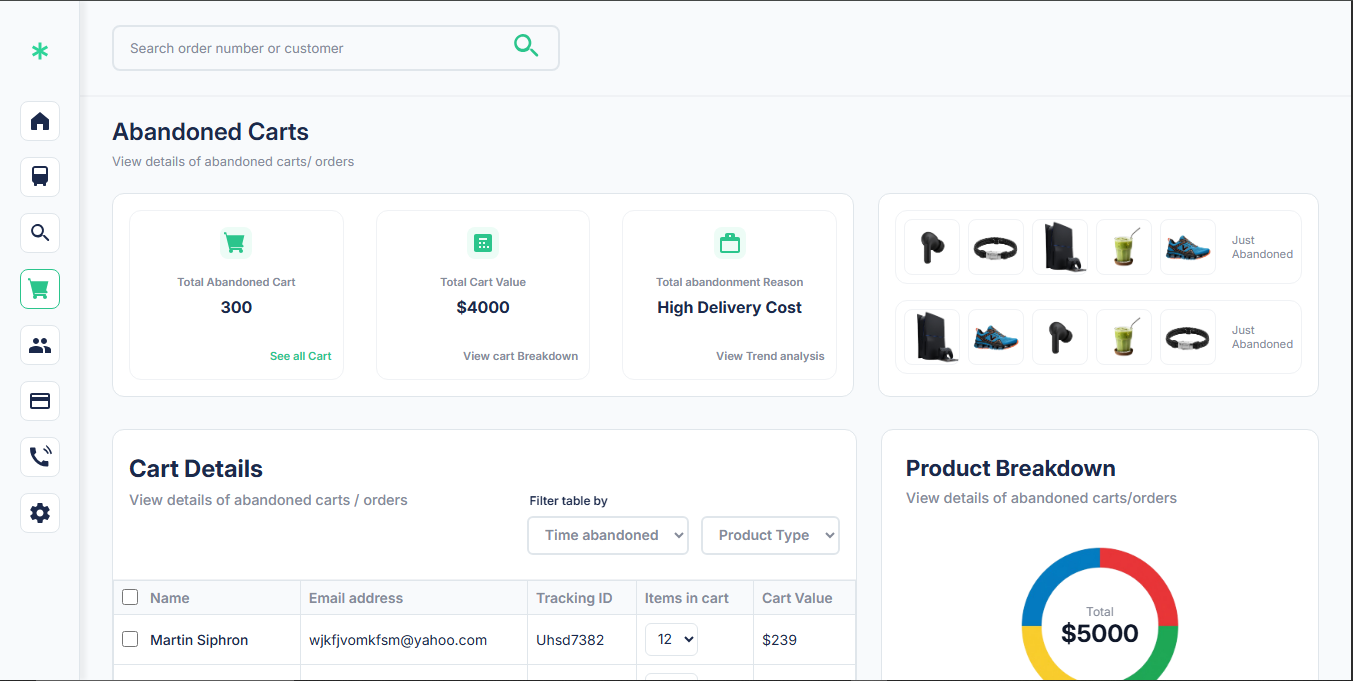 Search order number or customer
Abandoned Carts
View details of abandoned carts/ orders
Total Abandoned Cart
300
See all Cart
Total Cart Value
$4000
View cart Breakdown
Total abandonment Reason
High Delivery Cost
View Trend analysis
Just
Abandoned
Just
Abandoned
Cart Details
View details of abandoned carts / orders
Filter table by
Time abandoned
Product Type
Name Email address Tracking ID Items in cart Cart Value
Martin Siphron wjkfjvomkfsm@yahoo.com Uhsd7382 12 $239
Product Breakdown
View details of abandoned carts/orders
Total
$5000